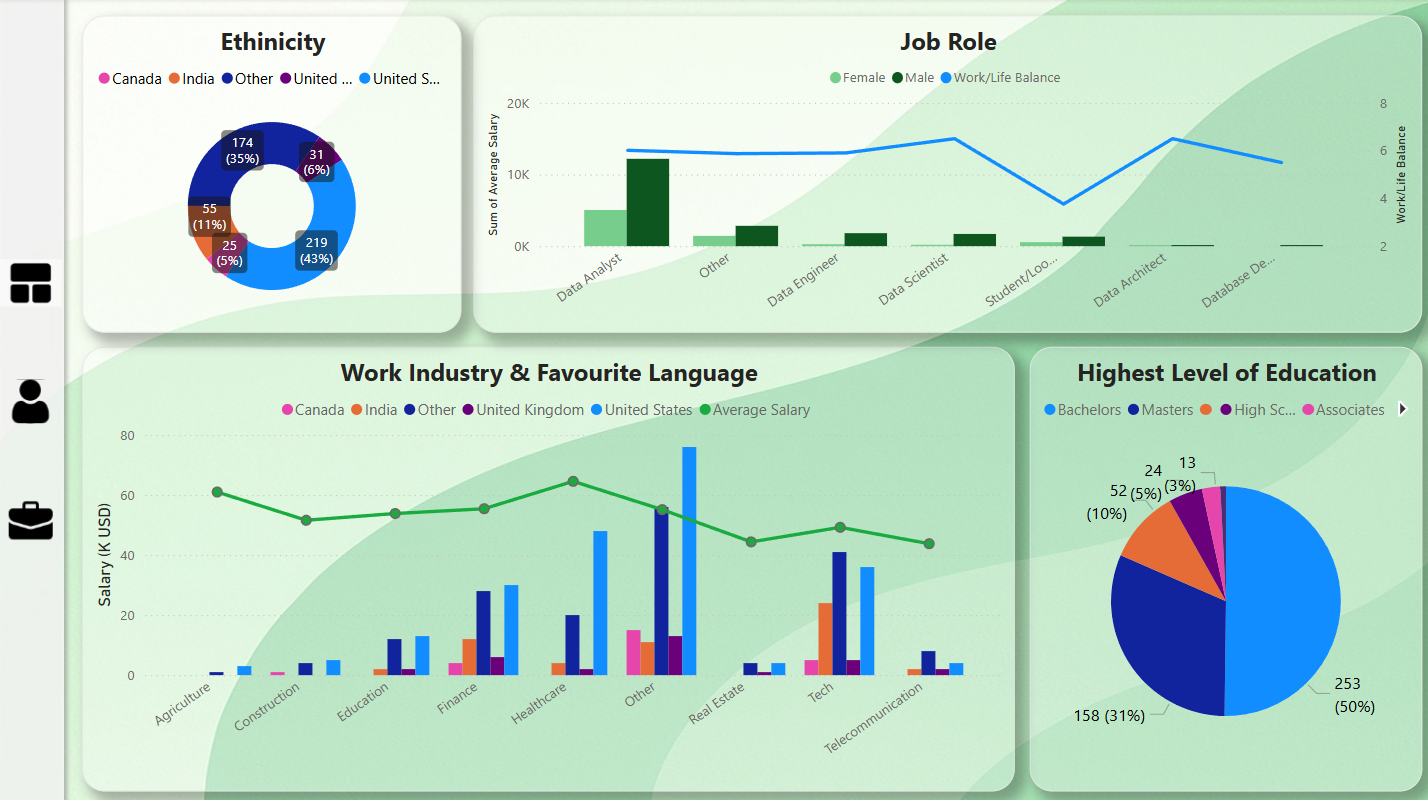 Ethinicity
Canada India Other United ... United S...
174
(35%)
31
(6%)
55
(11%)
25
(5%)
219
(43%)
Job Role
Female Male Work/Life Balance
Sum of Average Salary
20K
10K
0K
8
6
4
2
Work/Life Balance
Data Analyst
Other
Data Engineer
Data Scientist
Student/Loo...
Data Architect
Database De...
Work Industry & Favourite Language
Canada India Other United Kingdom United States Average Salary
Salary (K USD)
80
60
40
20
0
Agriculture
Construction
Education
Finance
Healthcare
Other
Real Estate
Tech
Telecommunication
Highest Level of Education
Bachelors Masters High Sc... Associates
13
(3%)
24
(5%)
52
(10%)
158 (31%)
253
(50%)